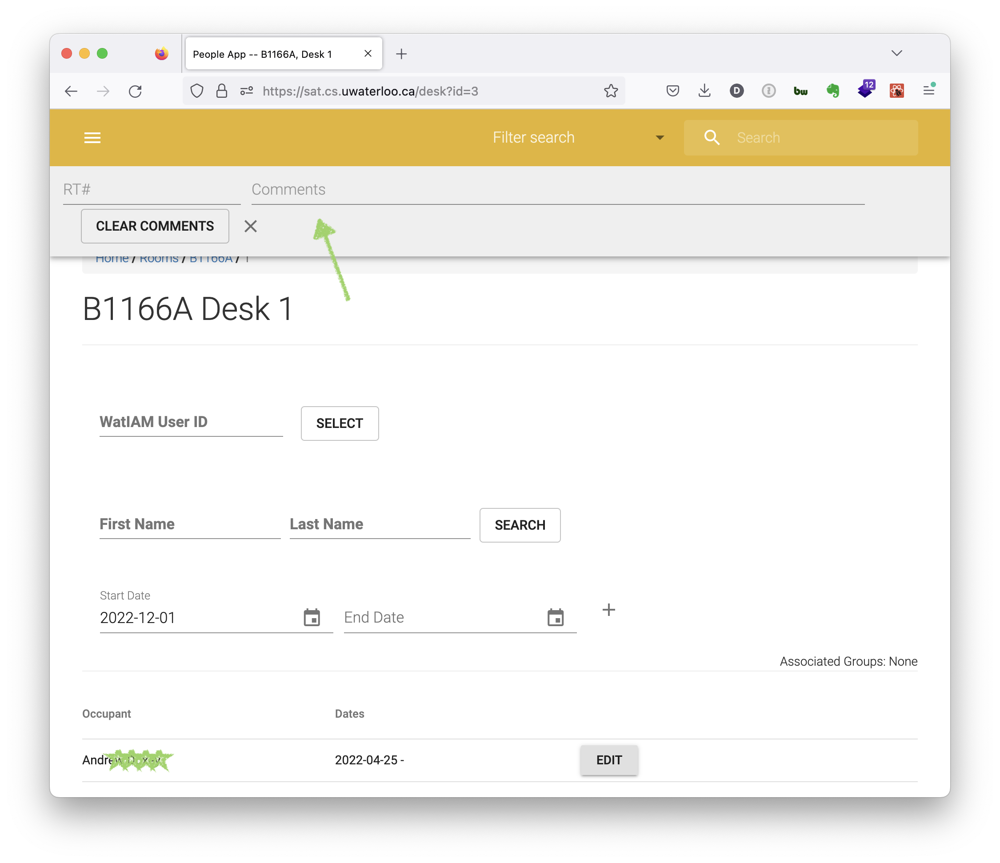 People App -- B1166A, Desk 1
https://sat.cs.uwaterloo.ca/desk?id=3
D
bw
12
Filter search
Search
RT#
Comments
CLEAR COMMENTS
Home / Rooms / B1166A / 1
B1166A Desk 1
WatIAM User ID
SELECT
First Name
Last Name
SEARCH
Start Date
2022-12-01
End Date
Associated Groups: None
Occupant
Dates
Andrew
2022-04-25 -
EDIT